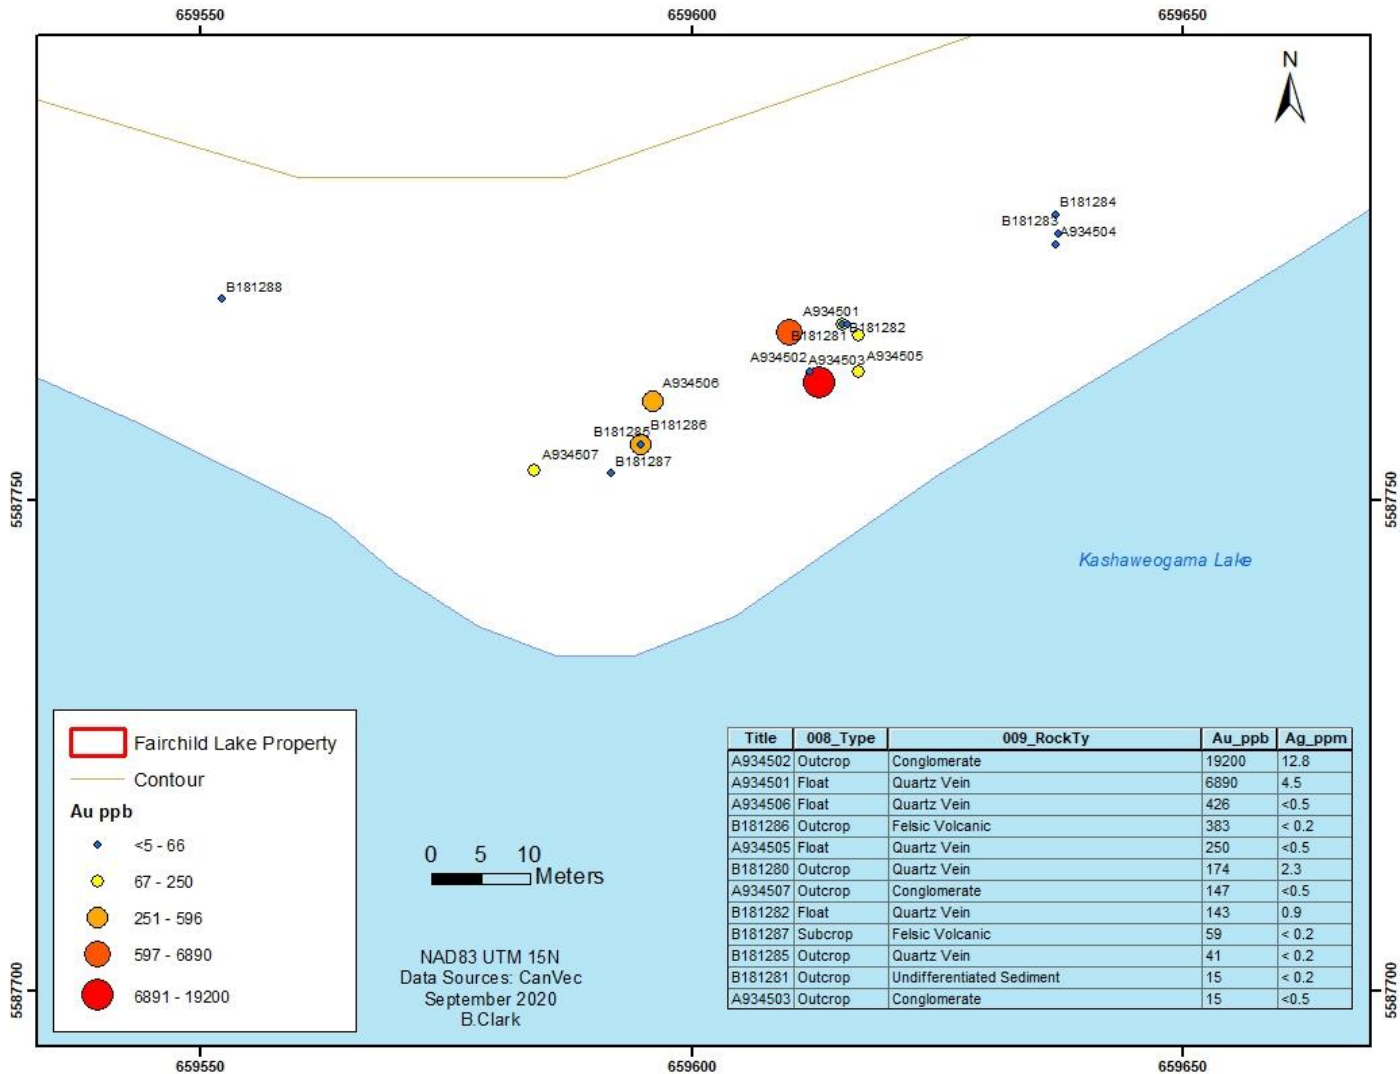 659550 659600 659650
N
B181284
B181283
A934504
B181288
A934501
B181281 B181282
A934502 A934503 A934505
A934506
B181285 B181286
A934507 B181287
5587750 5587750
Kashaweogama Lake
Fairchild Lake Property
Contour
Au ppb
<5 - 66
67 - 250
251 - 596
597 - 6890
6891 - 19200
0 5 10
Meters
NAD83 UTM 15N
Data Sources: CanVec
September 2020
B.Clark
Title 008_Type 009_RockTy Au_ppb Ag_ppm
A934502 Outcrop Conglomerate 19200 12.8
A934501 Float Quartz Vein 6890 4.5
A934506 Float Quartz Vein 426 <0.5
B181286 Outcrop Felsic Volcanic 383 < 0.2
A934505 Float Quartz Vein 250 <0.5
B181280 Outcrop Quartz Vein 174 2.3
A934507 Outcrop Conglomerate 147 <0.5
B181282 Float Quartz Vein 143 0.9
B181287 Subcrop Felsic Volcanic 59 < 0.2
B181285 Outcrop Quartz Vein 41 < 0.2
B181281 Outcrop Undifferentiated Sediment 15 < 0.2
A934503 Outcrop Conglomerate 15 <0.5
5587700 5587700
659550 659600 659650